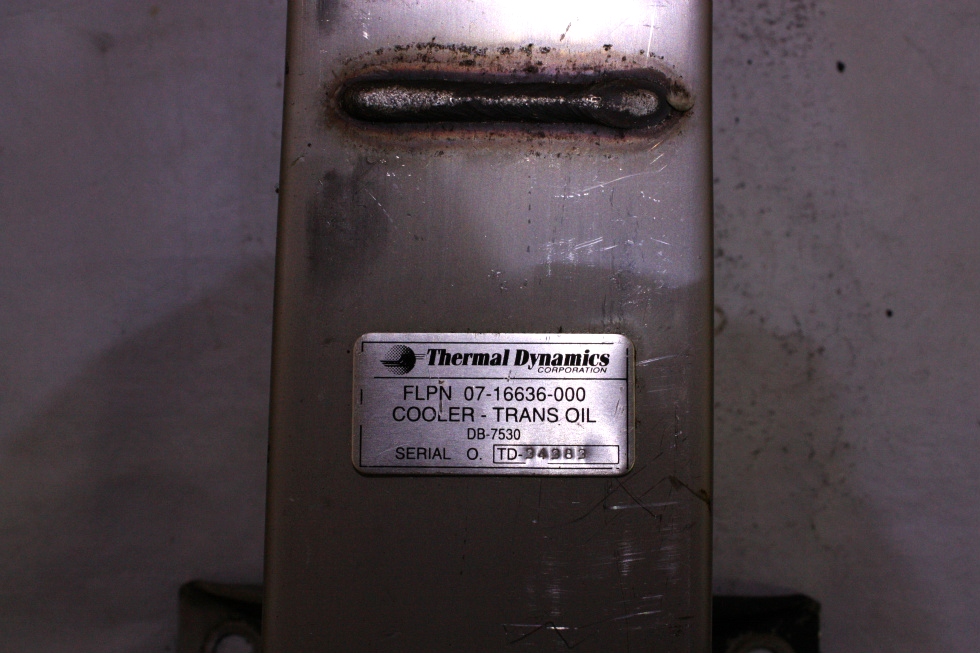 Thermal Dynamics
CORPORATION
FLPN 07-16636-000
COOLER - TRANS OIL
DB-7530
SERIAL O. TD-